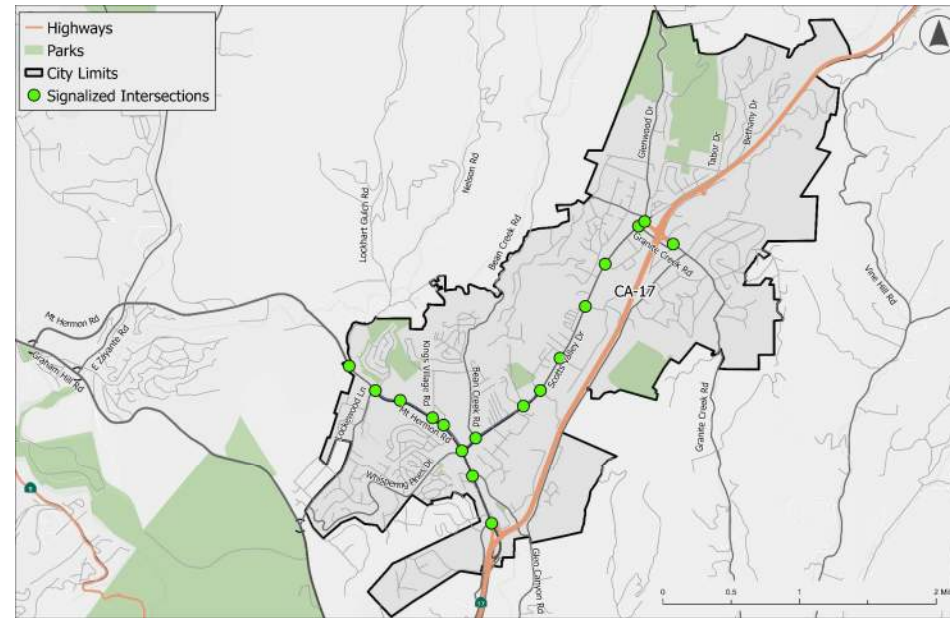 Highways
Parks
City Limits
Signalized Intersections
Glenwood Dr
Tabor Dr
Bethany Dr
Nelson Rd
Lockhart Gulch Rd
Bean Creek Rd
Granite Creek Rd
Vine Hill Rd
CA-17
Mt Hermon Rd
E Zayante Rd
Graham Hill Rd
Kings Village Rd
Scotts Valley Dr
Bean Creek Rd
Lockewood Ln
Mt Hermon Rd
Granite Creek Rd
Whispering Pines Dr
9
Glen Canyon Rd
17
0 0.5 1 2 Mi